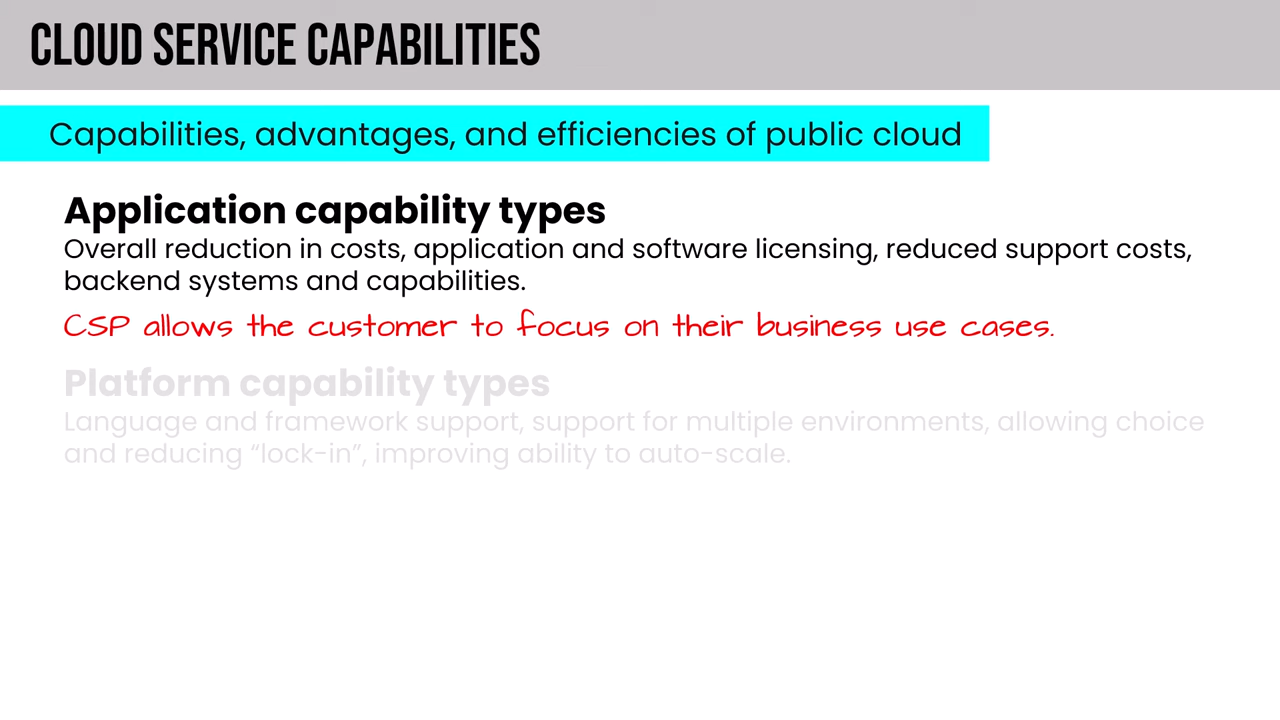 CLOUD SERVICE CAPABILITIES
Capabilities, advantages, and efficiencies of public cloud
Application capability types
Overall reduction in costs, application and software licensing, reduced support costs,
backend systems and capabilities.
CSP allows the customer to focus on their business use cases.
Platform capability types
Language and framework support, support for multiple environments, allowing choice
and reducing “lock-in”, improving ability to auto-scale.